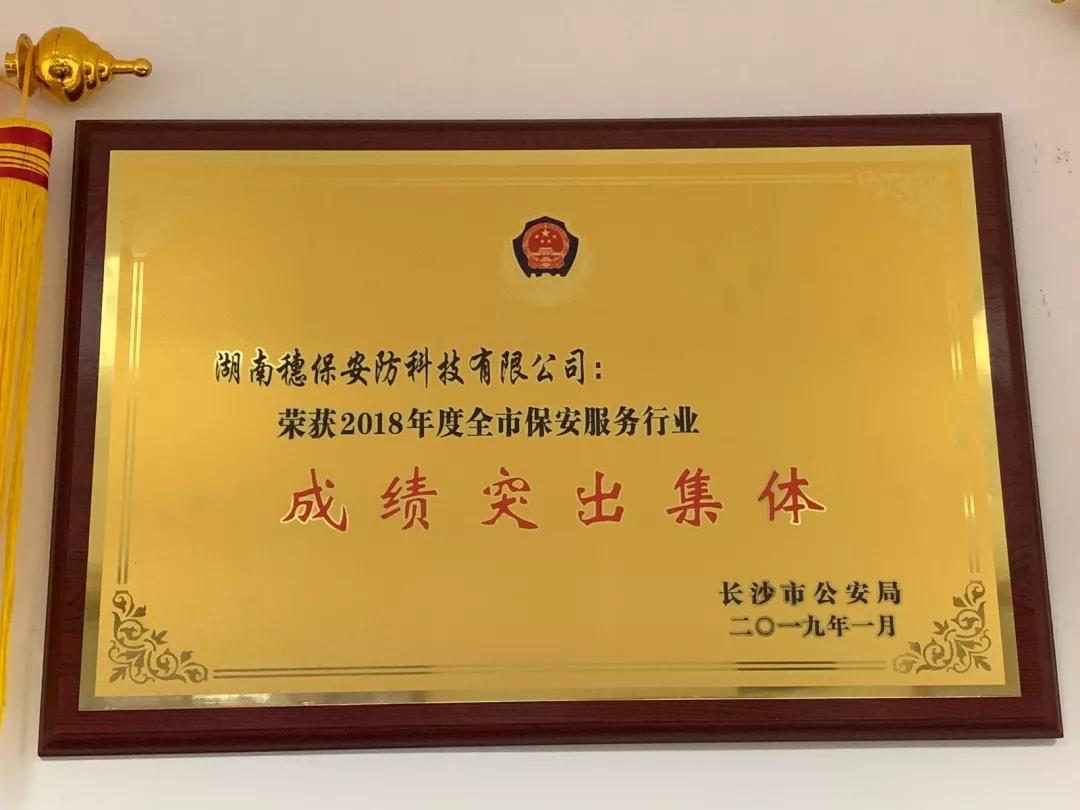 湖南穗保安防科技有限公司：
荣获2018年度全市保安服务行业
成绩突出集体
长沙市公安局
二〇一九年一月